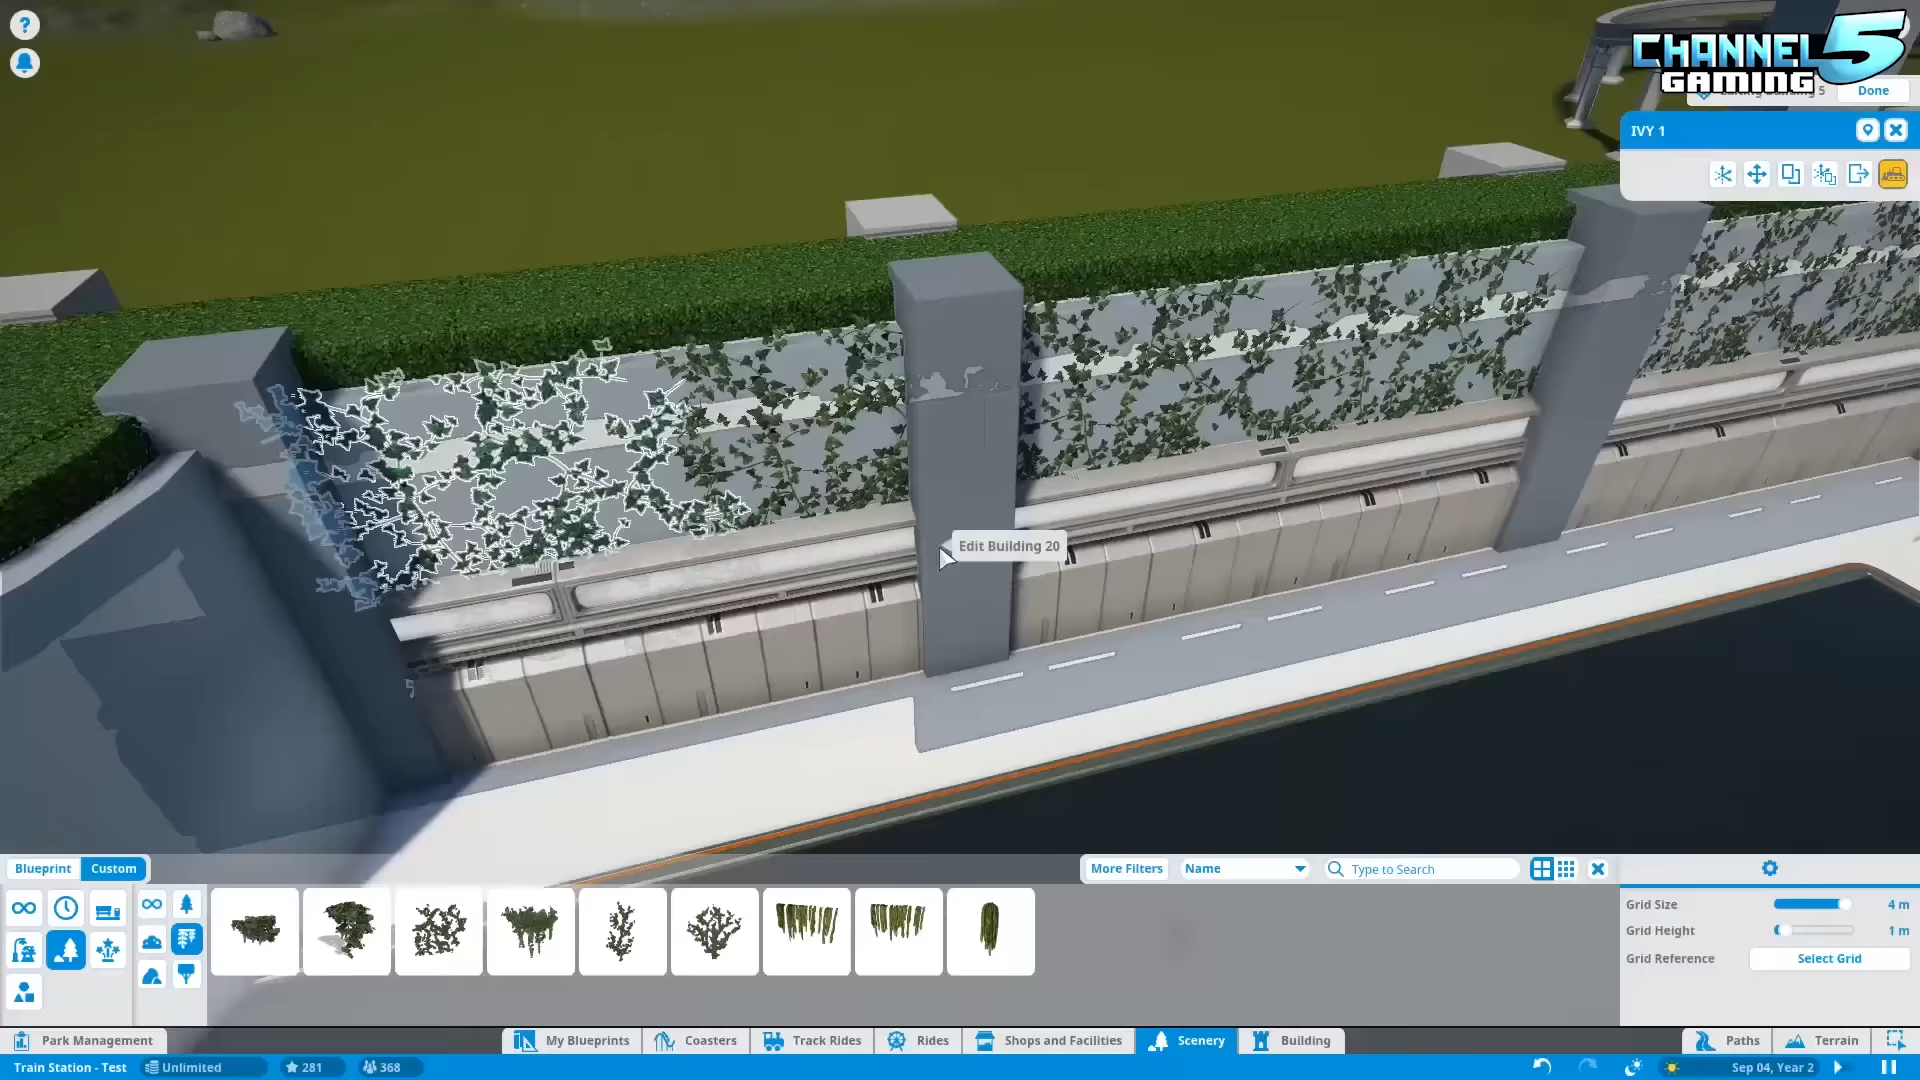 ?
CHANNEL 5
GAMING
5
Done
IVY 1
Edit Building 20
Blueprint
Custom
More Filters
Name
Type to Search
Grid Size
4 m
Grid Height
1 m
Grid Reference
Select Grid
Park Management
My Blueprints
Coasters
Track Rides
Rides
Shops and Facilities
Scenery
Building
Paths
Terrain
Train Station - Test
Unlimited
281
368
Sep 04, Year 2